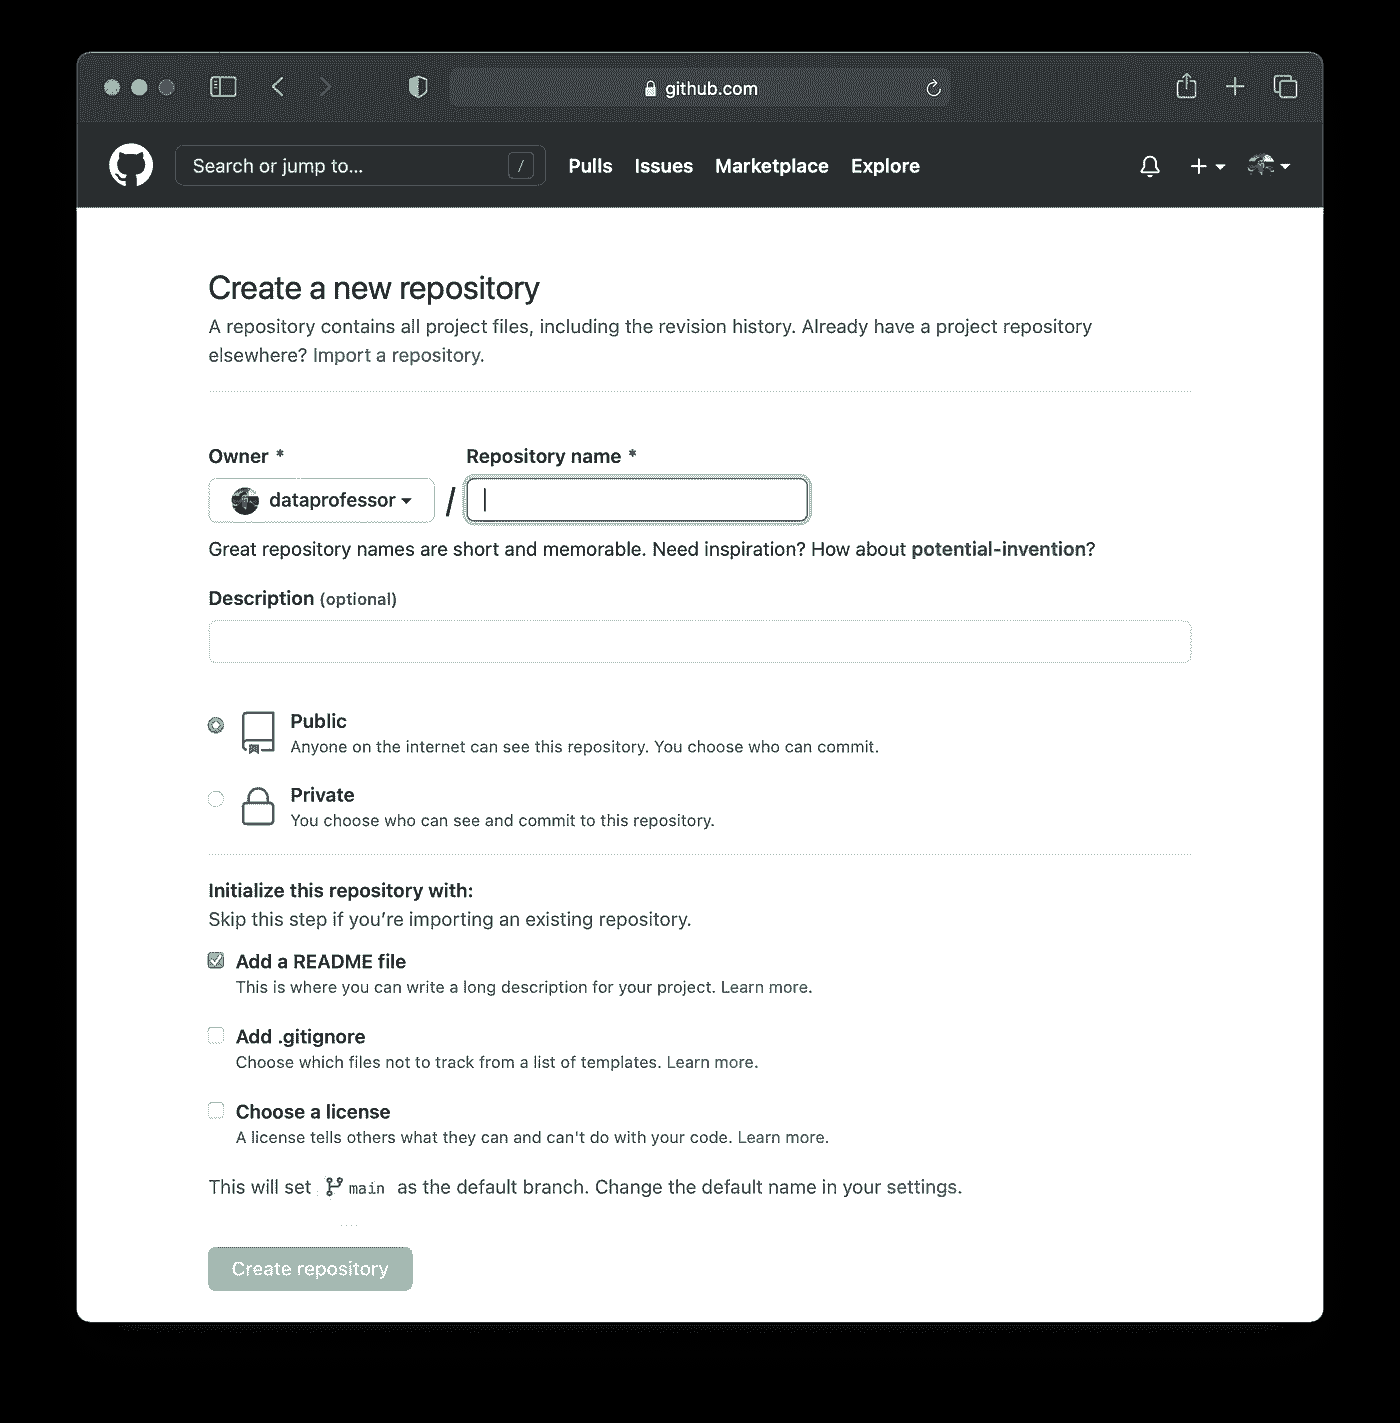 github.com
Search or jump to... /
Pulls Issues Marketplace Explore
Create a new repository
A repository contains all project files, including the revision history. Already have a project repository
elsewhere? Import a repository.
Owner * Repository name *
dataprofessor /
Great repository names are short and memorable. Need inspiration? How about potential-invention?
Description (optional)
Public
Anyone on the internet can see this repository. You choose who can commit.
Private
You choose who can see and commit to this repository.
Initialize this repository with:
Skip this step if you’re importing an existing repository.
Add a README file
This is where you can write a long description for your project. Learn more.
Add .gitignore
Choose which files not to track from a list of templates. Learn more.
Choose a license
A license tells others what they can and can't do with your code. Learn more.
This will set main as the default branch. Change the default name in your settings.
Create repository